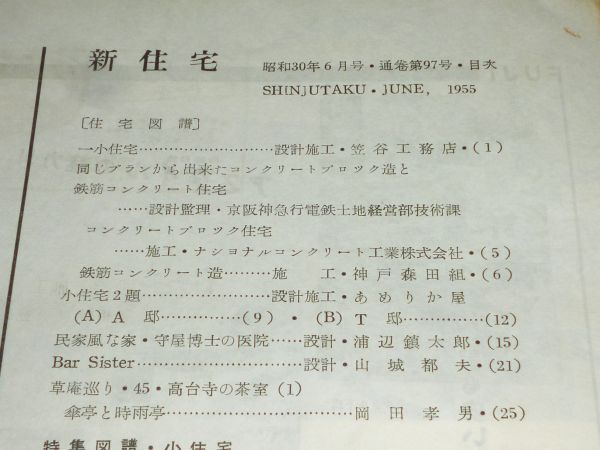 新住宅
昭和30年6月号・通巻第97号・目次
SHINJUTAKU・JUNE, 1955
〔住宅図譜〕
一小住宅………………………設計施工・笠谷工務店・(1)
同じプランから出来たコンクリートブロック造と
鉄筋コンクリート住宅
……設計監理・京阪神急行電鉄土地経営部技術課
コンクリートブロック住宅
……施工・ナショナルコンクリート工業株式会社・(5)
鉄筋コンクリート造………施　工・神戸森田組・(6)
小住宅2題………………………設計施工・あめりか屋
(A) A 邸……………(9)・(B) T 邸……………(12)
民家風な家・守屋博士の医院……設計・浦辺鎮太郎・(15)
Bar Sister………………………………設計・山城都夫・(21)
草庵巡り・45・高台寺の茶室(1)
傘亭と時雨亭…………………………………岡田孝男・(25)
特集図譜・小住宅